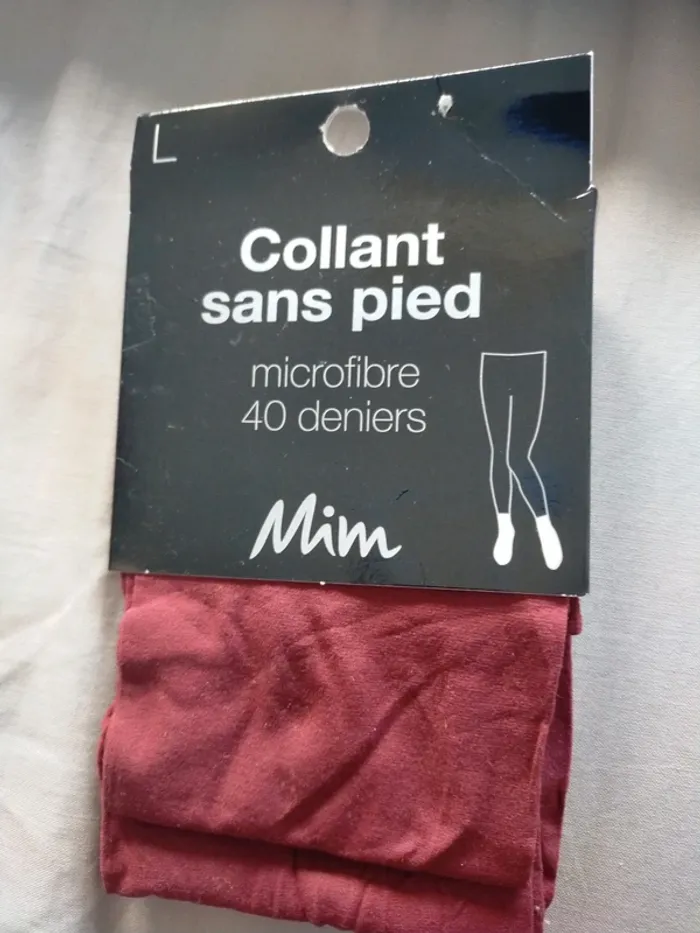 L
Collant
sans pied
microfibre
40 deniers
Mim